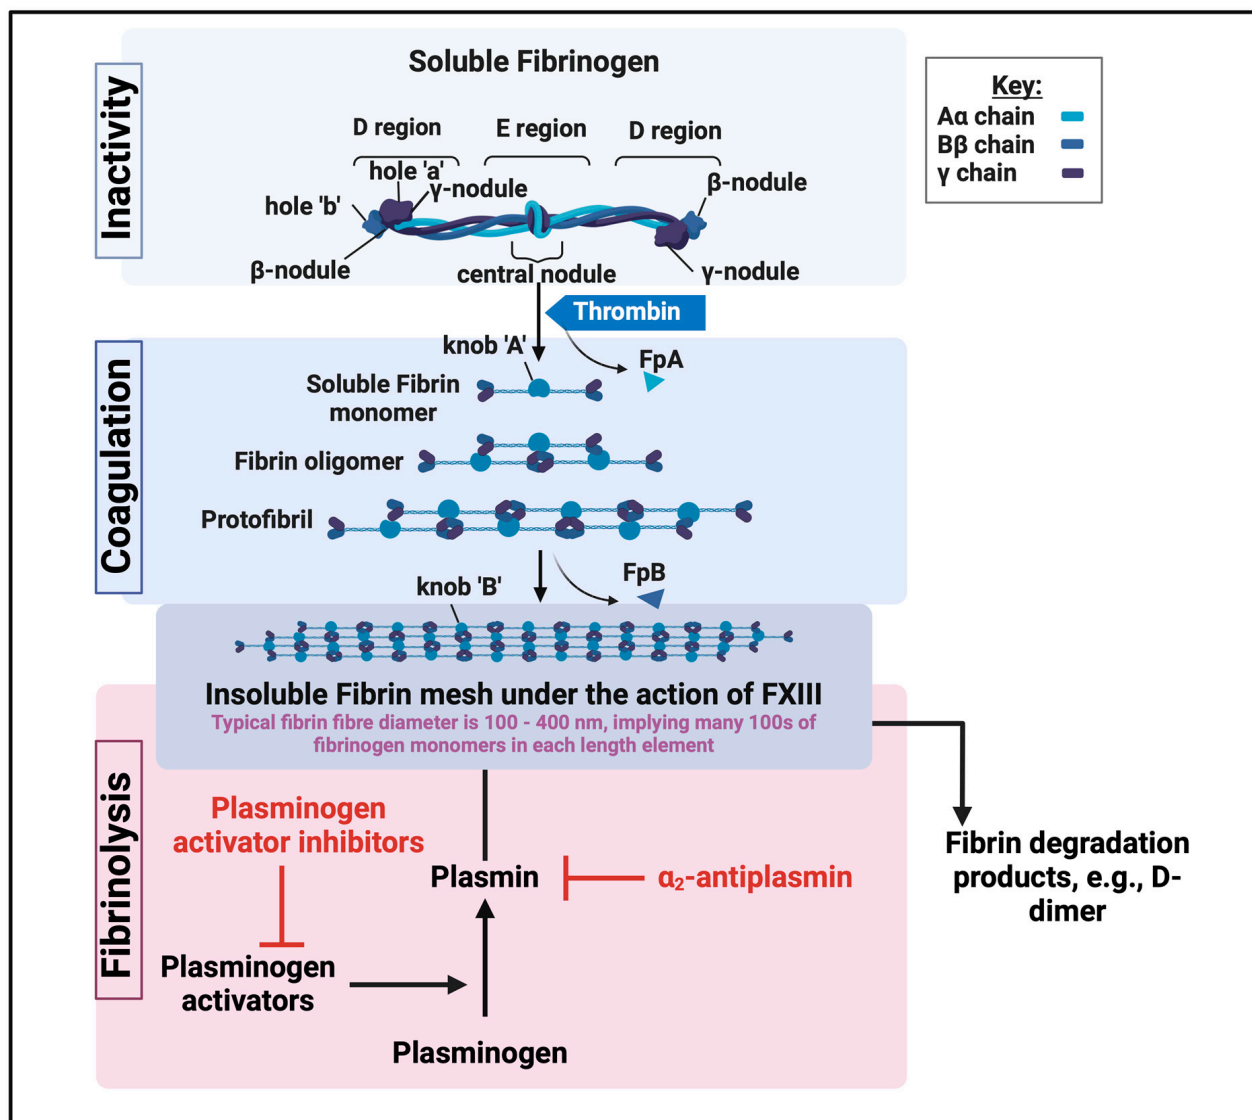 Inactivity
Soluble Fibrinogen
D region
E region
D region
hole 'a'
γ-nodule
hole 'b'
β-nodule
β-nodule
central nodule
γ-nodule
Key:
Aα chain
Bβ chain
γ chain
Thrombin
Coagulation
knob 'A'
FpA
Soluble Fibrin
monomer
Fibrin oligomer
Protofibril
FpB
knob 'B'
Insoluble Fibrin mesh under the action of FXIII
Typical fibrin fibre diameter is 100 - 400 nm, implying many 100s of
fibrinogen monomers in each length element
Fibrinolysis
Plasminogen
activator inhibitors
Plasmin
α₂-antiplasmin
Plasminogen
activators
Plasminogen
Fibrin degradation
products, e.g., D-
dimer